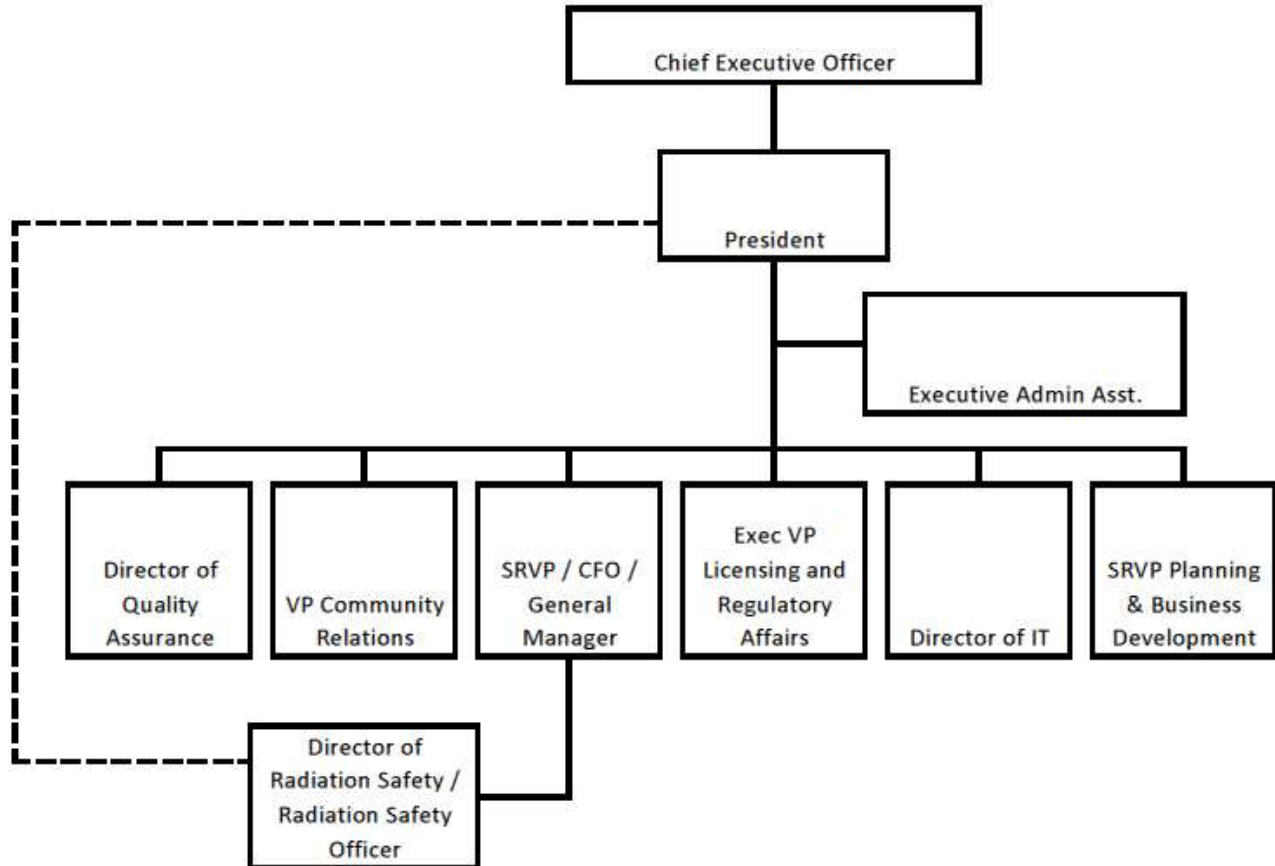 Chief Executive Officer
President
Executive Admin Asst.
Director of
Quality
Assurance
VP Community
Relations
SRVP / CFO /
General
Manager
Exec VP
Licensing and
Regulatory
Affairs
Director of IT
SRVP Planning
& Business
Development
Director of
Radiation Safety /
Radiation Safety
Officer